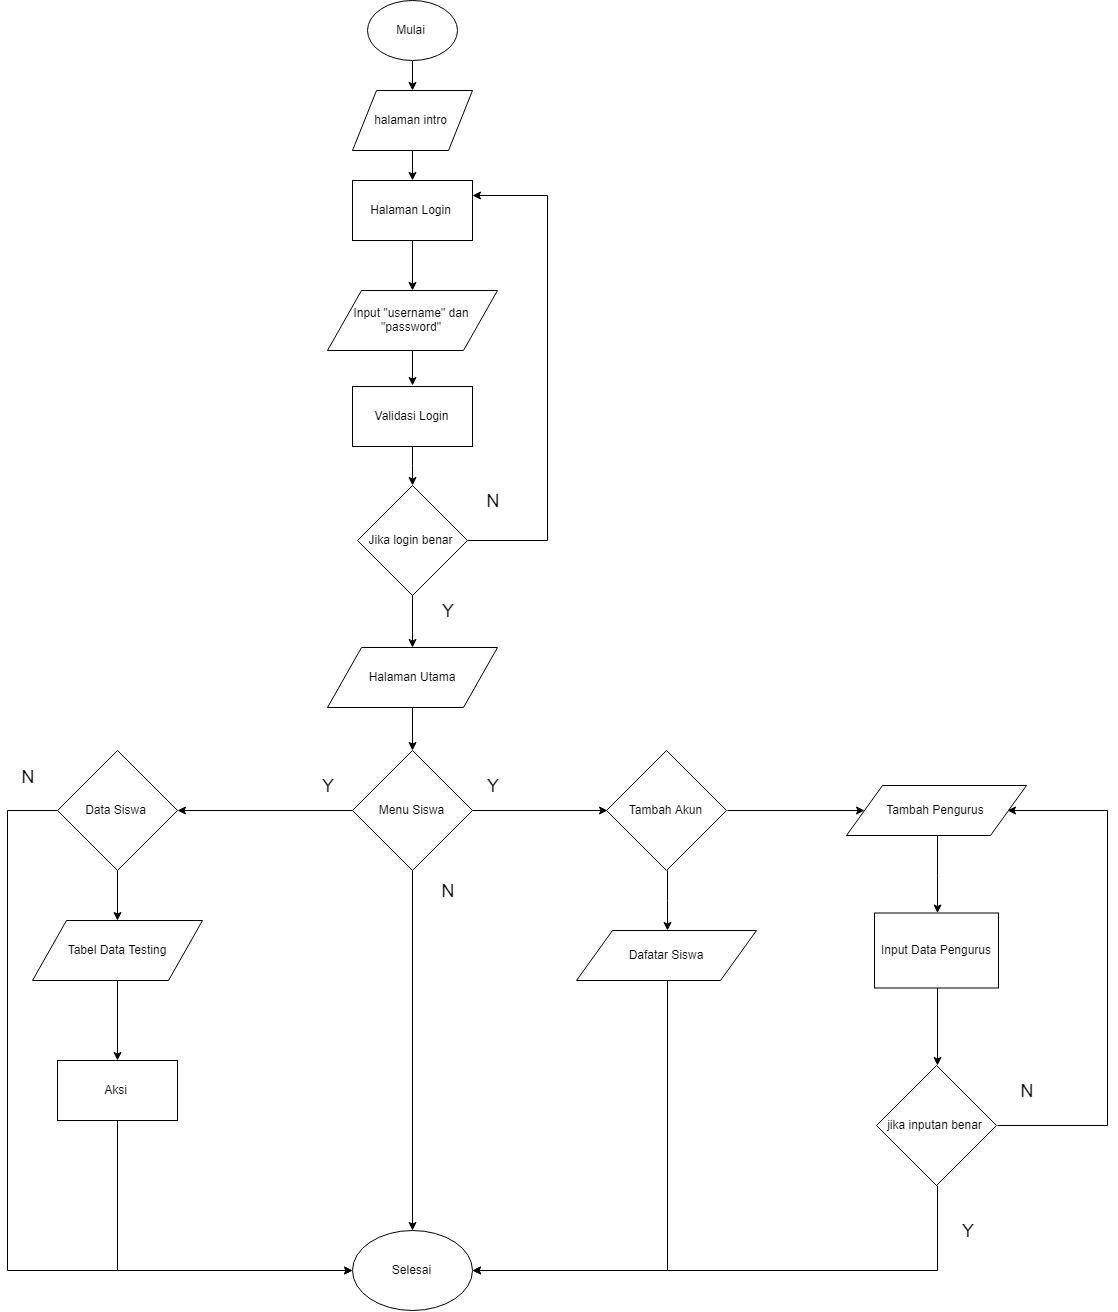 Mulai
halaman intro
Halaman Login
Input "username" dan
"password"
Validasi Login
N
Jika login benar
Y
Halaman Utama
N
Y
Y
Data Siswa
Menu Siswa
Tambah Akun
Tambah Pengurus
N
Tabel Data Testing
Dafatar Siswa
Input Data Pengurus
Aksi
N
jika inputan benar
Y
Selesai